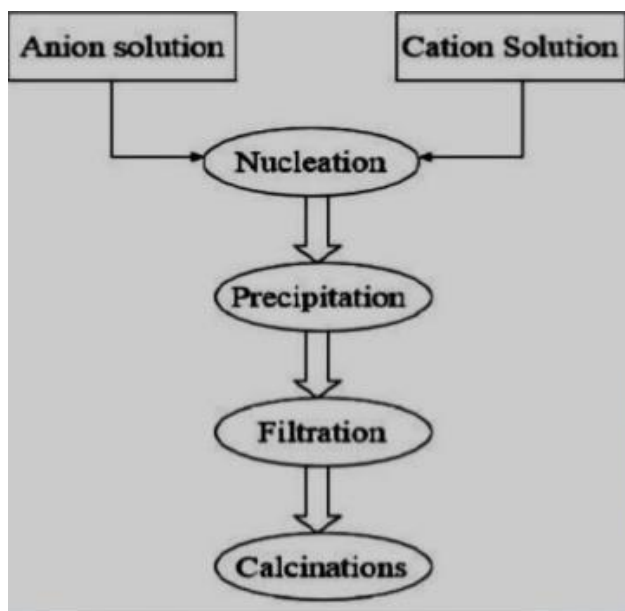 Anion solution
Cation Solution
Nucleation
Precipitation
Filtration
Calcinations